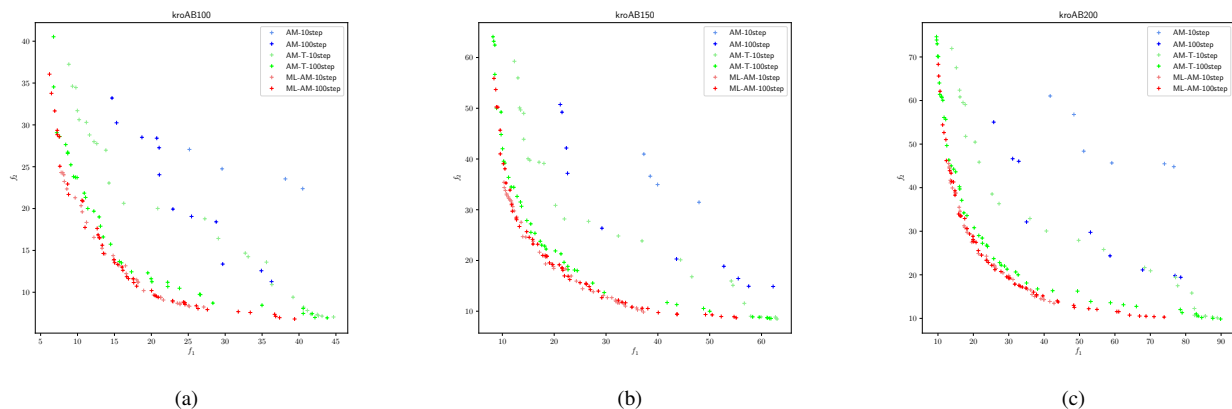 kroAB100
40
35
30
25
20
15
10
f₂
5 10 15 20 25 30 35 40 45
f₁
AM-10step
AM-100step
AM-T-10step
AM-T-100step
ML-AM-10step
ML-AM-100step
(a)
kroAB150
60
50
40
30
20
10
f₂
10 20 30 40 50 60
f₁
AM-10step
AM-100step
AM-T-10step
AM-T-100step
ML-AM-10step
ML-AM-100step
(b)
kroAB200
70
60
50
40
30
20
10
f₂
10 20 30 40 50 60 70 80 90
f₁
AM-10step
AM-100step
AM-T-10step
AM-T-100step
ML-AM-10step
ML-AM-100step
(c)